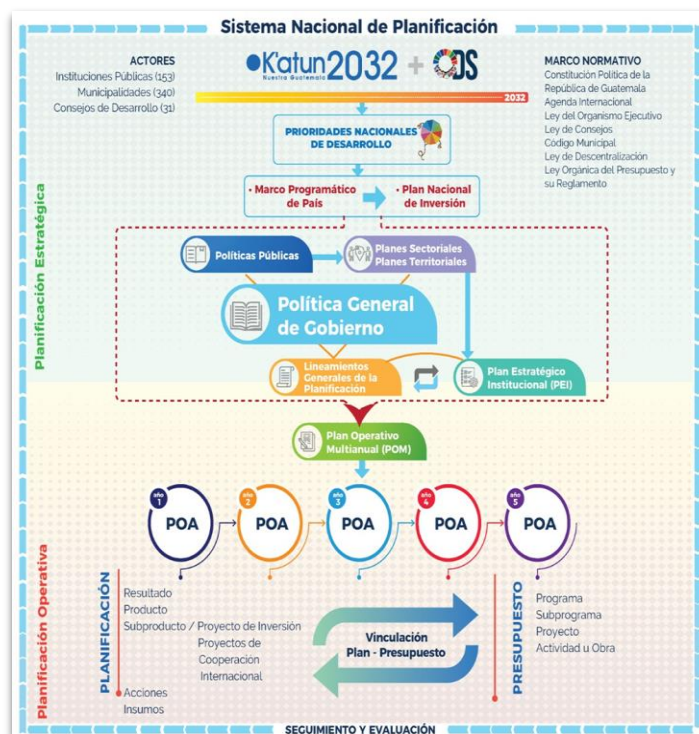 Sistema Nacional de Planificación
ACTORES
Instituciones Públicas (153)
Municipalidades (340)
Consejos de Desarrollo (31)
K'atun2032 + ODS
Nuestra Guatemala
2032
MARCO NORMATIVO
Constitución Política de la
República de Guatemala
Agenda Internacional
Ley del Organismo Ejecutivo
Ley de Consejos
Código Municipal
Ley de Descentralización
Ley Orgánica del Presupuesto y
su Reglamento
PRIORIDADES NACIONALES
DE DESARROLLO
• Marco Programático
de País
• Plan Nacional
de Inversión
Planificación Estratégica
Políticas Públicas
Planes Sectoriales
Planes Territoriales
Política General
de Gobierno
Lineamientos
Generales de la
Planificación
Plan Estratégico
Institucional (PEI)
Plan Operativo
Multianual (POM)
año
1
POA
año
2
POA
año
3
POA
año
4
POA
año
5
POA
Planificación Operativa
PLANIFICACIÓN
Resultado
Producto
Subproducto / Proyecto de Inversión
Proyectos de
Cooperación
Internacional
Acciones
Insumos
Vinculación
Plan - Presupuesto
PRESUPUESTO
Programa
Subprograma
Proyecto
Actividad u Obra
SEGUIMIENTO Y EVALUACIÓN